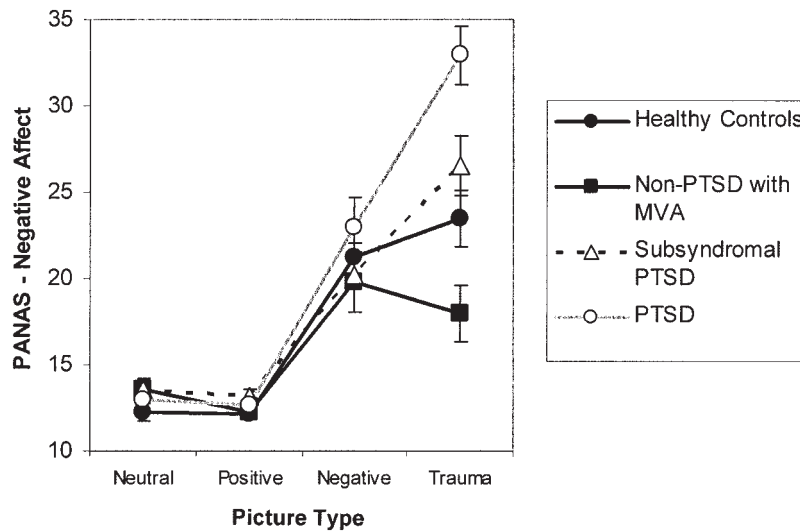 35
30
25
20
15
10
PANAS - Negative Affect
Neutral Positive Negative Trauma
Picture Type
Healthy Controls
Non-PTSD with
MVA
Subsyndromal
PTSD
PTSD